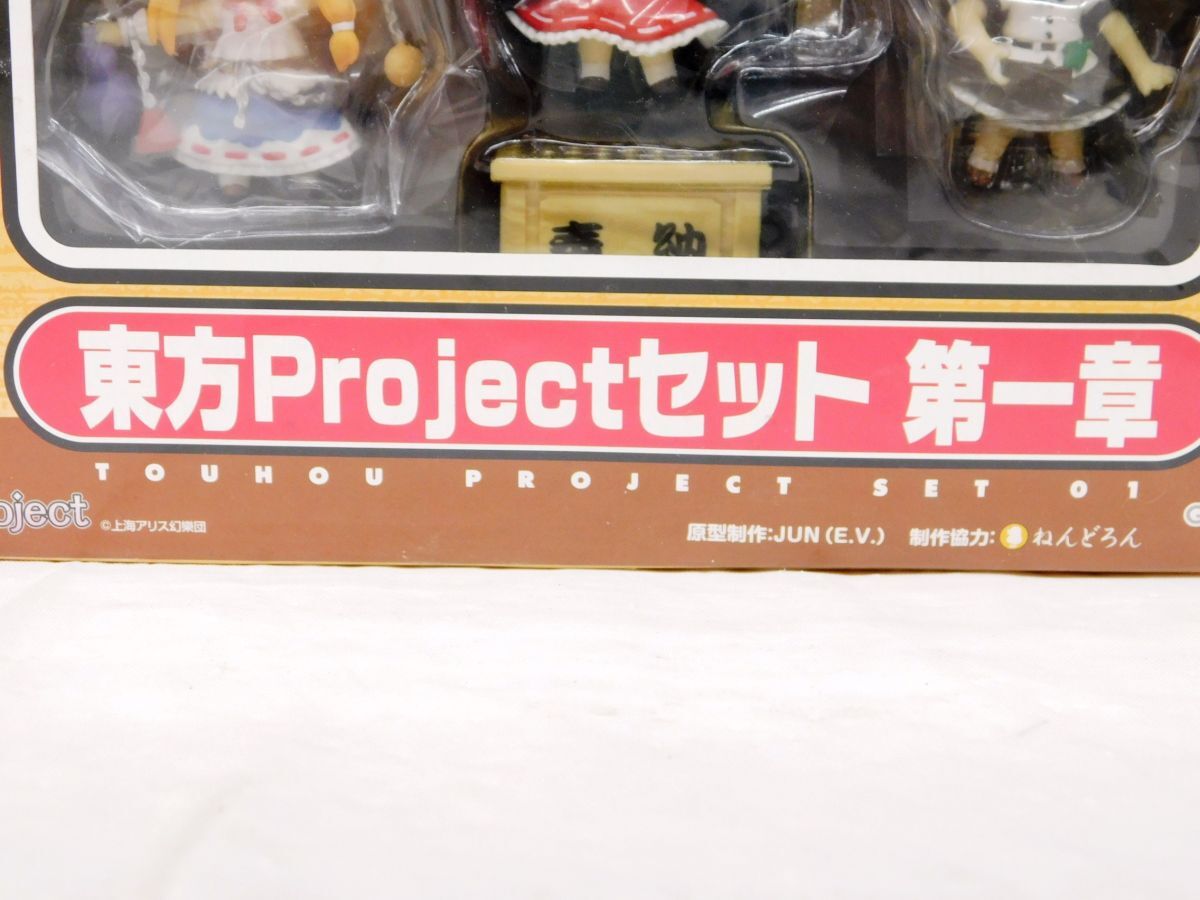 奉納
東方Projectセット 第一章
TOUHOU PROJECT SET 01
oject
©上海アリス幻樂団
原型制作:JUN (E.V.) 制作協力: ねんどろん